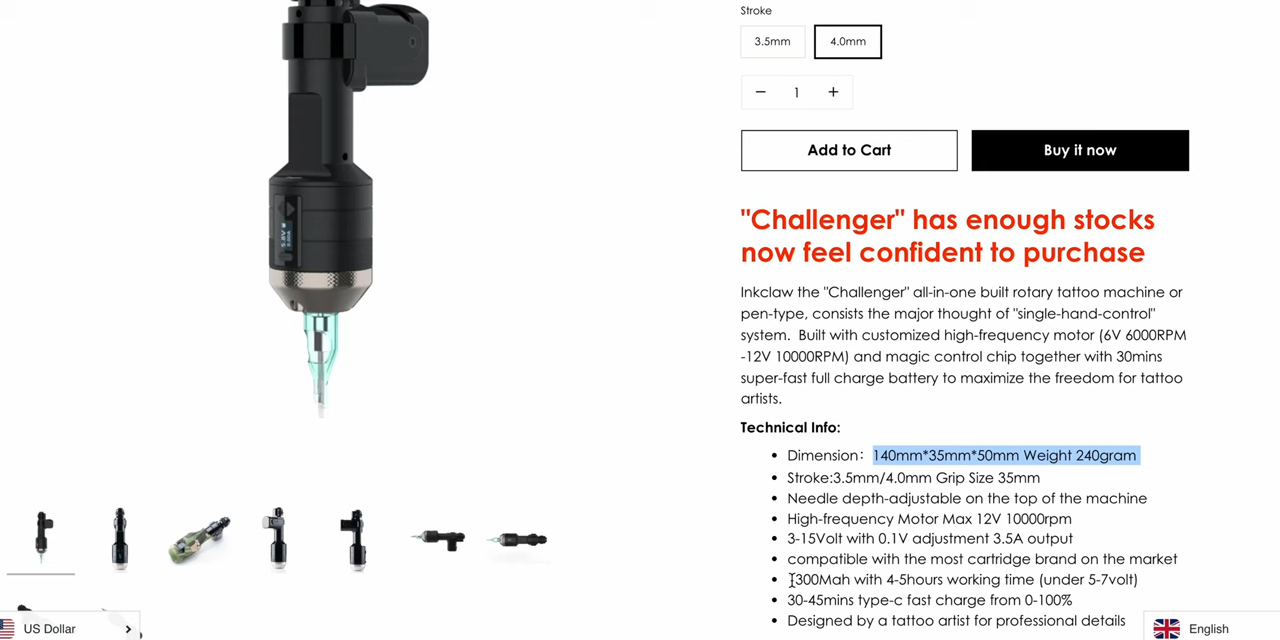 Stroke
3.5mm
4.0mm
− 1 +
Add to Cart
Buy it now
"Challenger" has enough stocks
now feel confident to purchase
Inkclaw the "Challenger" all-in-one built rotary tattoo machine or
pen-type, consists the major thought of "single-hand-control"
system. Built with customized high-frequency motor (6V 6000RPM
-12V 10000RPM) and magic control chip together with 30mins
super-fast full charge battery to maximize the freedom for tattoo
artists.
Technical Info:
• Dimension：140mm*35mm*50mm Weight 240gram
• Stroke:3.5mm/4.0mm Grip Size 35mm
• Needle depth-adjustable on the top of the machine
• High-frequency Motor Max 12V 10000rpm
• 3-15Volt with 0.1V adjustment 3.5A output
• compatible with the most cartridge brand on the market
• 1300Mah with 4-5hours working time (under 5-7volt)
• 30-45mins type-c fast charge from 0-100%
• Designed by a tattoo artist for professional details
US Dollar
English